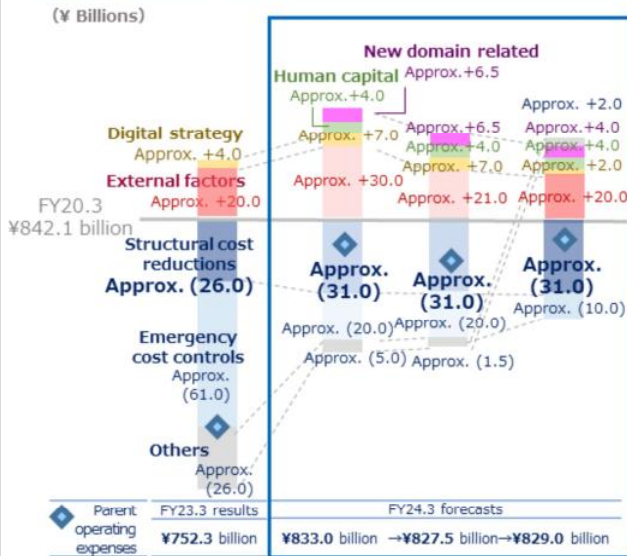 (¥ Billions)
New domain related
Approx.+6.5
Human capital
Approx.+4.0
Approx.+7.0
Approx. +30.0
Digital strategy
Approx. +4.0
External factors
Approx. +20.0
FY20.3
¥842.1 billion
Approx.+6.5
Approx.+4.0
Approx. +7.0
Approx. +21.0
Approx. +2.0
Approx.+4.0
Approx.+4.0
Approx. +2.0
Approx. +20.0
Structural cost
reductions
Approx. (26.0)
Emergency
cost controls
Approx.
(61.0)
Others
Approx.
(26.0)
Approx.
(31.0)
Approx. (20.0)
Approx. (5.0)
Approx.
(31.0)
Approx. (20.0)
Approx. (1.5)
Approx.
(31.0)
Approx. (10.0)
Parent
operating
expenses
FY23.3 results
FY24.3 forecasts
¥752.3 billion
¥833.0 billion →¥827.5 billion→¥829.0 billion